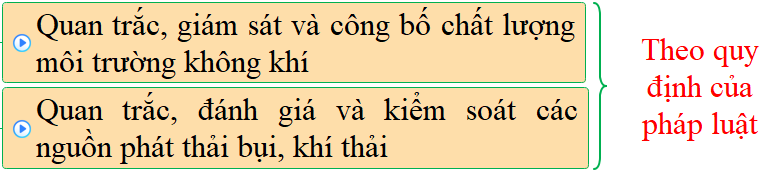 Quan trắc, giám sát và công bố chất lượng
môi trường không khí
Quan trắc, đánh giá và kiểm soát các
nguồn phát thải bụi, khí thải
Theo quy
định của
pháp luật